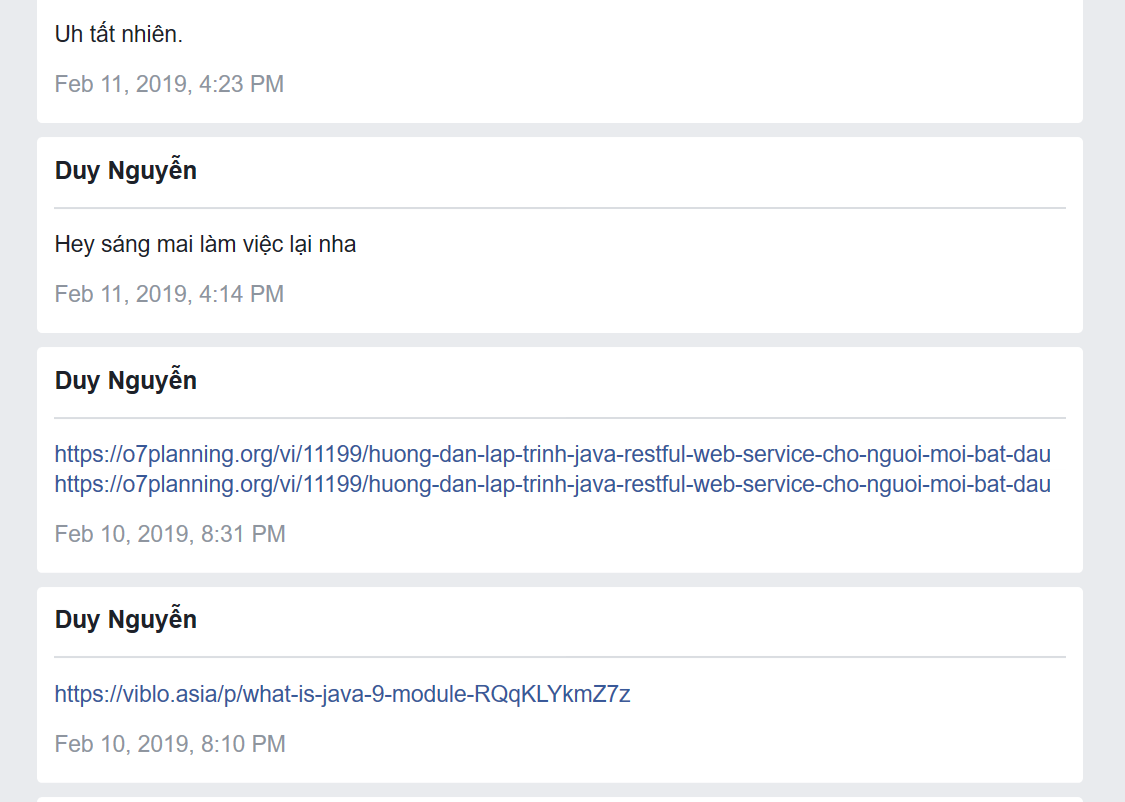 Uh tất nhiên.
Feb 11, 2019, 4:23 PM
Duy Nguyễn
Hey sáng mai làm việc lại nha
Feb 11, 2019, 4:14 PM
Duy Nguyễn
https://o7planning.org/vi/11199/huong-dan-lap-trinh-java-restful-web-service-cho-nguoi-moi-bat-dau
https://o7planning.org/vi/11199/huong-dan-lap-trinh-java-restful-web-service-cho-nguoi-moi-bat-dau
Feb 10, 2019, 8:31 PM
Duy Nguyễn
https://viblo.asia/p/what-is-java-9-module-RQqKLYkmZ7z
Feb 10, 2019, 8:10 PM